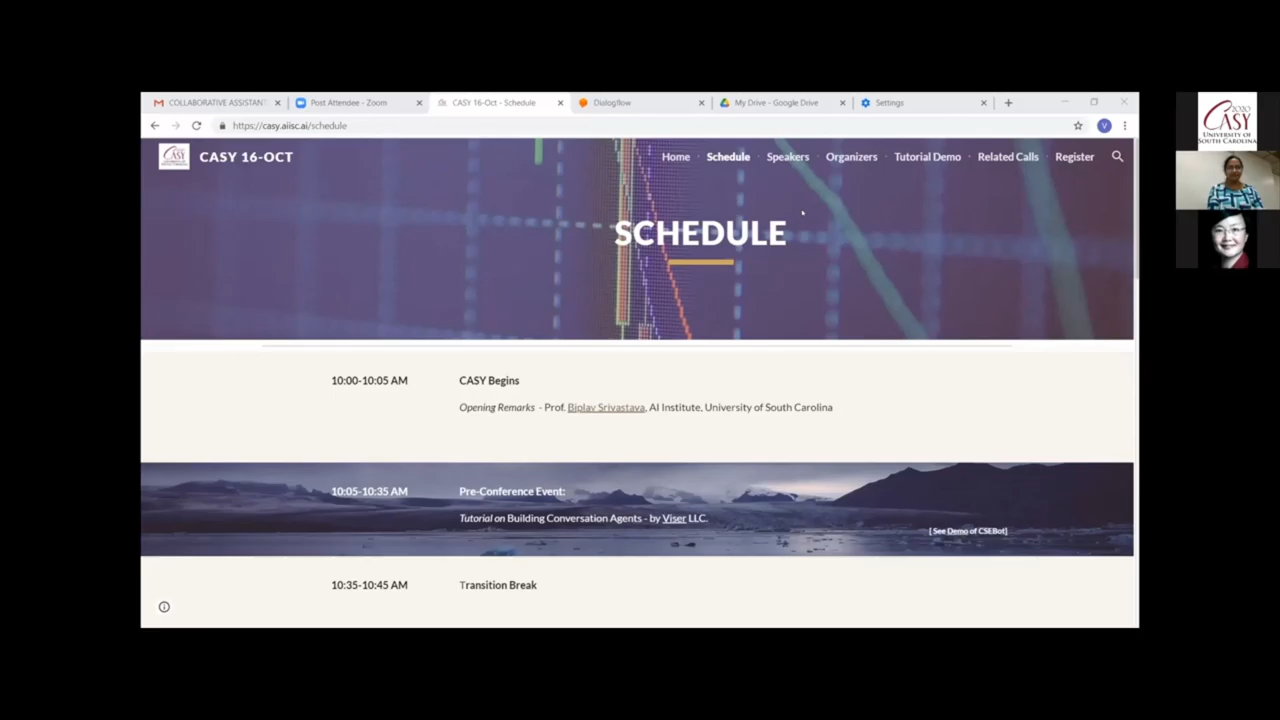 COLLABORATIVE ASSISTANT
Post Attendee - Zoom
CASY 16-Oct - Schedule
Dialogflow
My Drive - Google Drive
Settings
https://casy.aiisc.ai/schedule
V
CASY 16-OCT
Home
Schedule
Speakers
Organizers
Tutorial Demo
Related Calls
Register
SCHEDULE
10:00-10:05 AM
CASY Begins
Opening Remarks - Prof. Biplav Srivastava, AI Institute, University of South Carolina
10:05-10:35 AM
Pre-Conference Event:
Tutorial on Building Conversation Agents - by Viser LLC.
[ See Demo of CSEBot]
10:35-10:45 AM
Transition Break
2020
CASY
UNIVERSITY OF
SOUTH CAROLINA